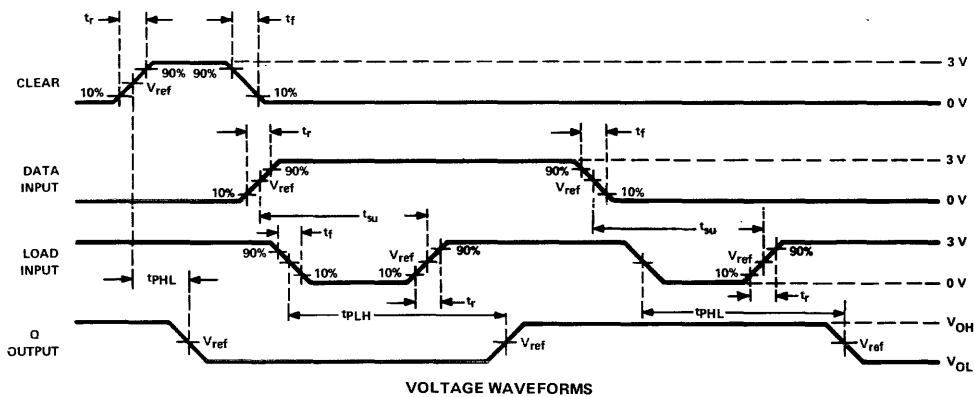 tr tf
CLEAR 10% Vref 90% 90% 10% 3 V 0 V
tr tf
DATA INPUT 10% Vref 90% 90% Vref 10% 3 V 0 V
tsu tsu
tf
LOAD INPUT 90% 10% 10% Vref 90% Vref 10% 90% 3 V 0 V
tPHL tr tr
tPLH tPHL
Q OUTPUT Vref Vref Vref VOH VOL
VOLTAGE WAVEFORMS